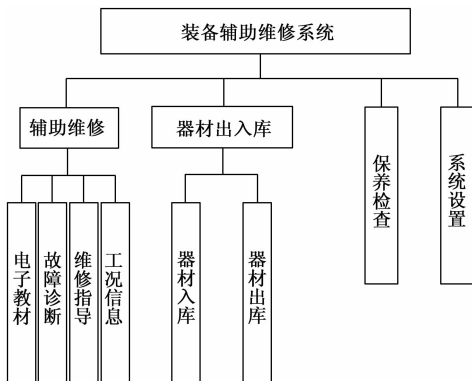 装备辅助维修系统
辅助维修
器材出入库
保养检查
系统设置
电子教材
故障诊断
维修指导
工况信息
器材入库
器材出库